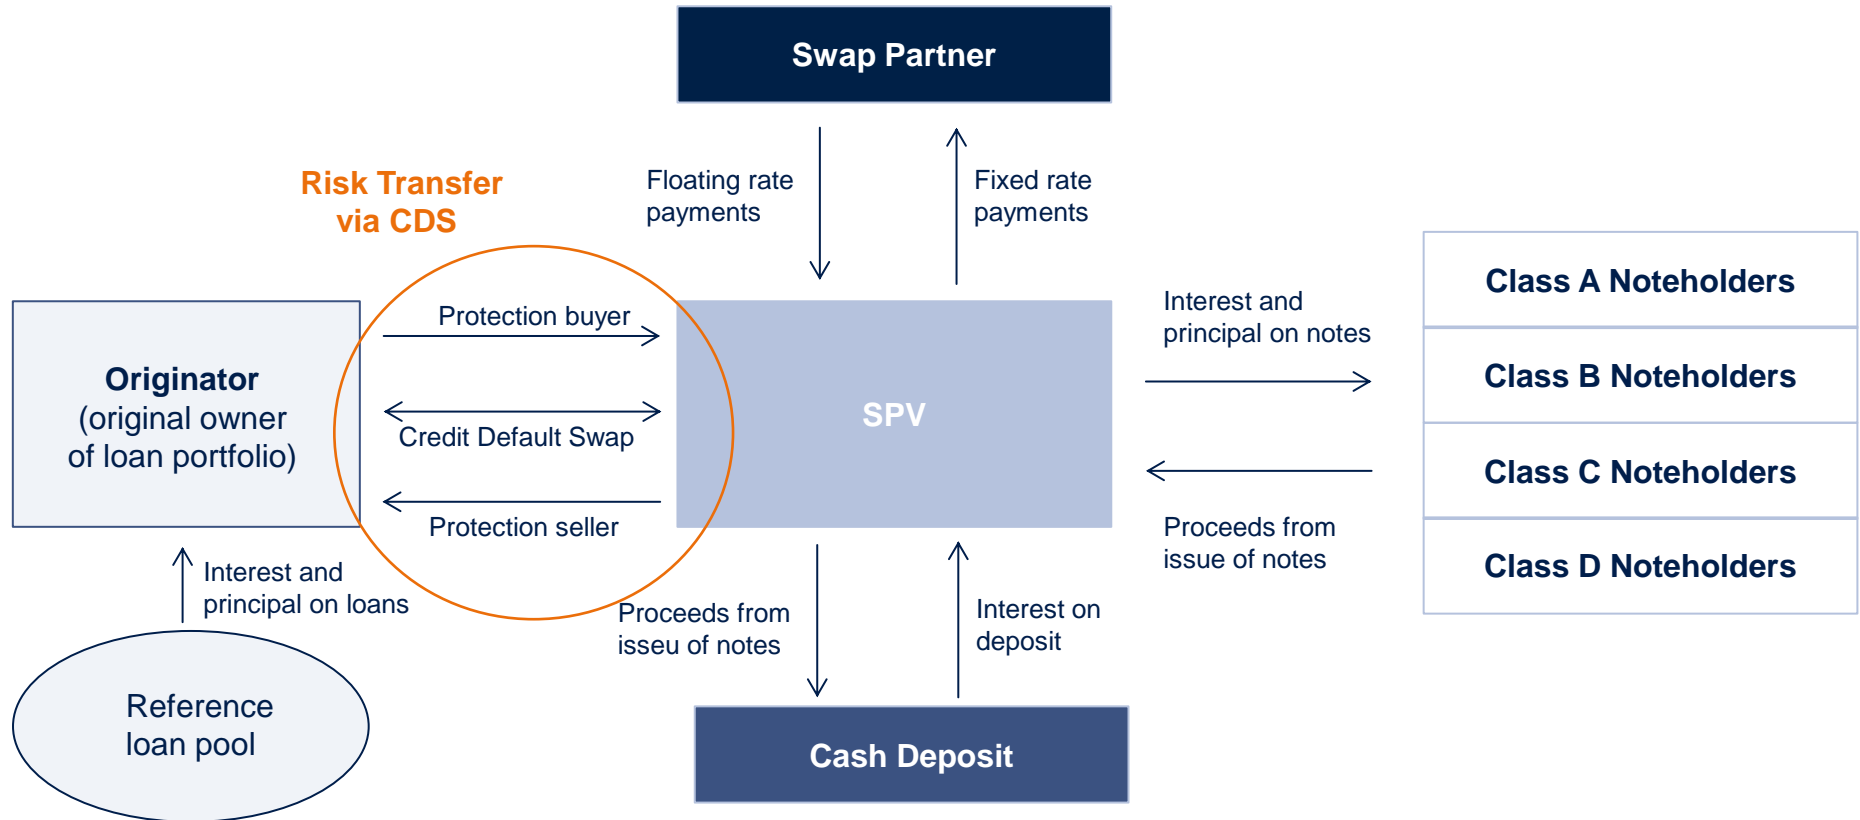 Swap Partner
Risk Transfer
via CDS
Floating rate
payments
Fixed rate
payments
Originator
(original owner
of loan portfolio)
Protection buyer
Credit Default Swap
Protection seller
SPV
Interest and
principal on notes
Proceeds from
issue of notes
Class A Noteholders
Class B Noteholders
Class C Noteholders
Class D Noteholders
Interest and
principal on loans
Proceeds from
isseu of notes
Interest on
deposit
Reference
loan pool
Cash Deposit